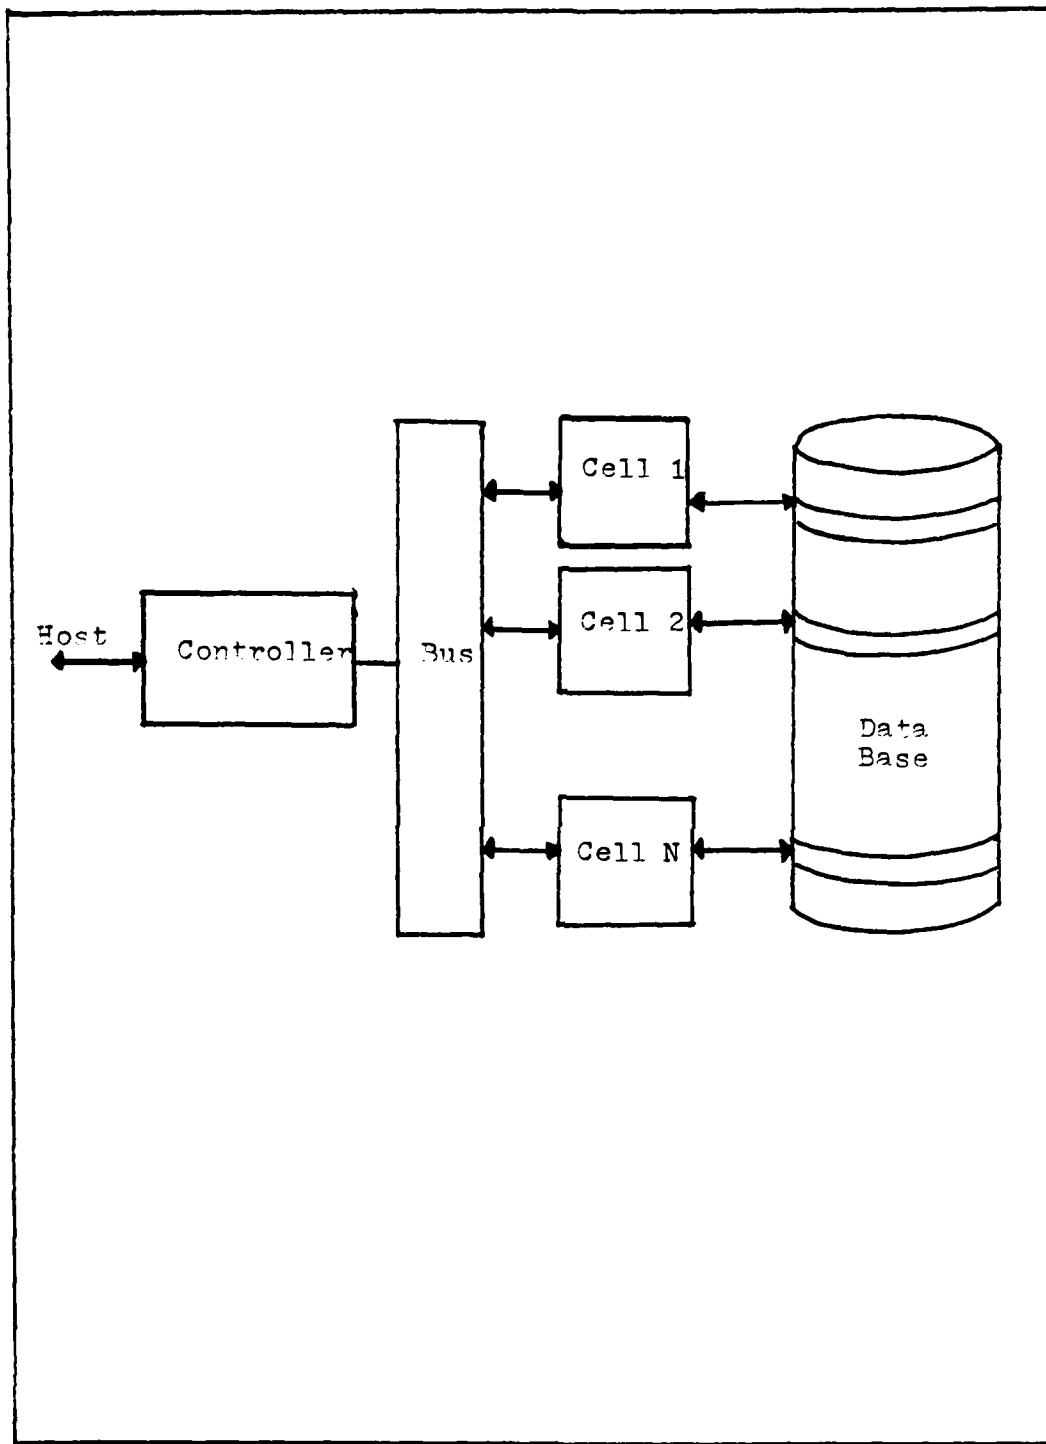 Host
Controller
Bus
Cell 1
Cell 2
Cell N
Data
Base